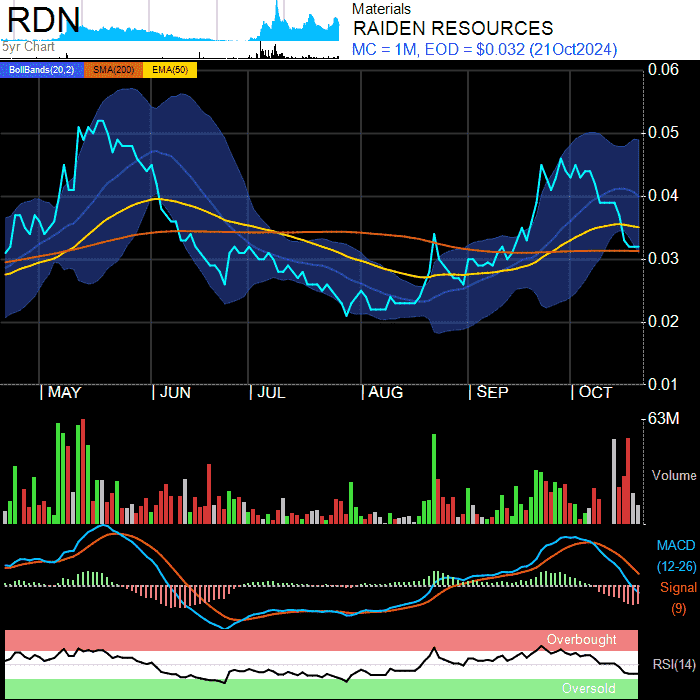 RDN
5yr Chart
Materials
RAIDEN RESOURCES
MC = 1M, EOD = $0.032 (21Oct2024)
BollBands(20,2) SMA(200) EMA(50)
0.06
0.05
0.04
0.03
0.02
0.01
MAY JUN JUL AUG SEP OCT
63M
Volume
MACD
(12-26)
Signal
(9)
Overbought
RSI(14)
Oversold